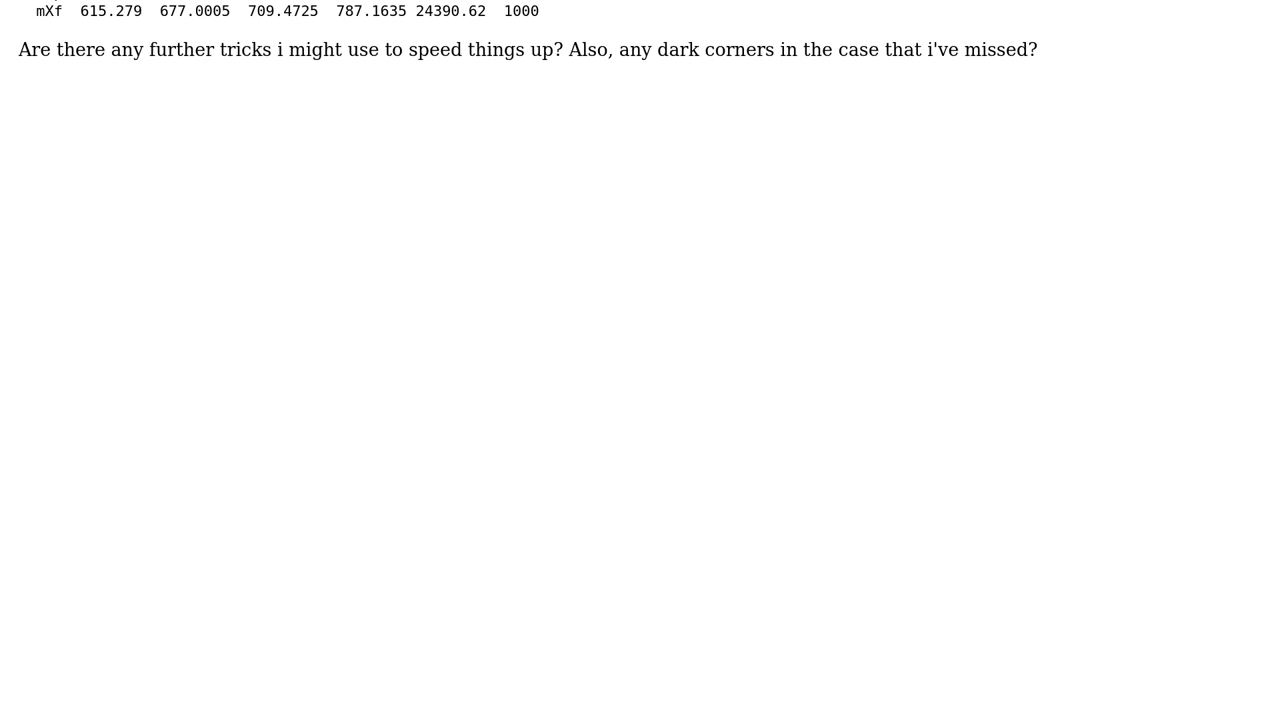 mXf  615.279  677.0005  709.4725  787.1635 24390.62  1000
Are there any further tricks i might use to speed things up? Also, any dark corners in the case that i've missed?